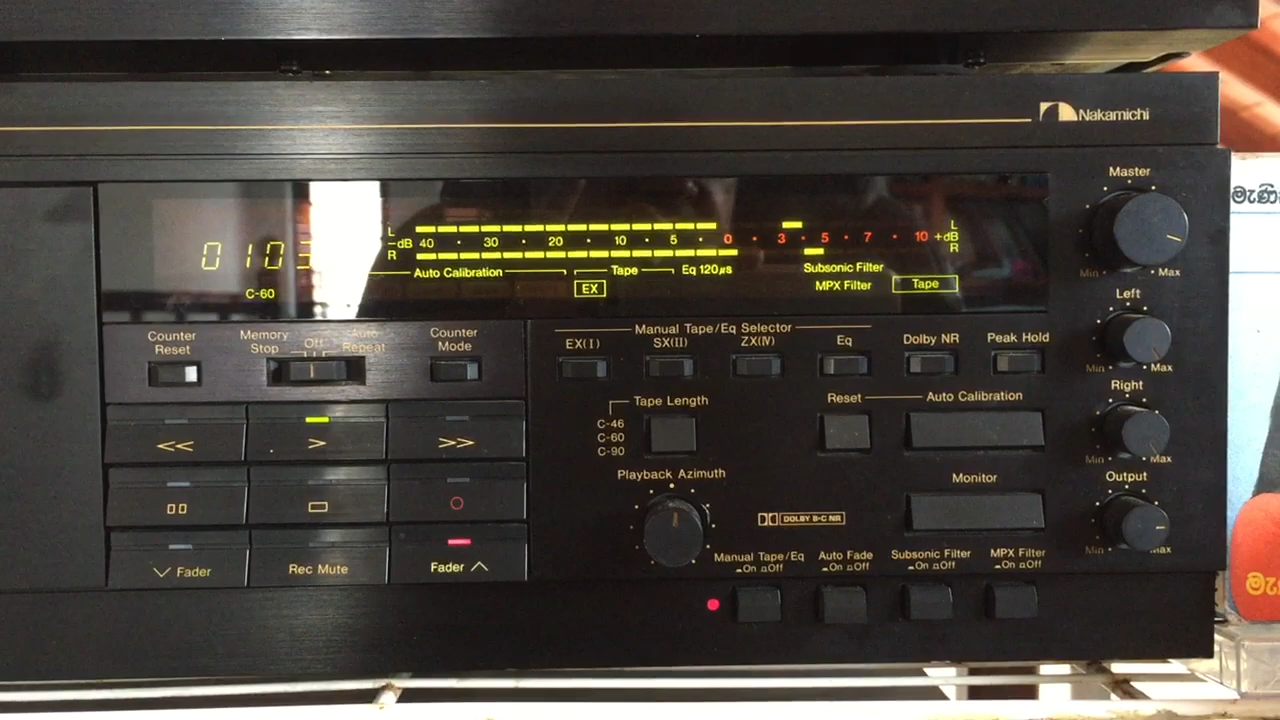 Nakamichi
Master
Min Max
මැණි
0103
C-60
L
-dB 40 30 20 10 5 0 3 5 7 10 +dB
R
L
R
Auto Calibration
Tape
Eq 120μs
EX
Subsonic Filter
MPX Filter
Tape
Left
Min Max
Counter Reset
Memory Stop
Off
Auto Repeat
Counter Mode
Manual Tape/Eq Selector
EX(I)
SX(II)
ZX(IV)
Eq
Dolby NR
Peak Hold
Right
Min Max
Tape Length
C-46
C-60
C-90
Reset
Auto Calibration
<<
>
>>
Playback Azimuth
Monitor
Output
Min Max
DOLBY B-C NR
Fader
Rec Mute
Fader
Manual Tape/Eq
On Off
Auto Fade
On Off
Subsonic Filter
On Off
MPX Filter
On Off